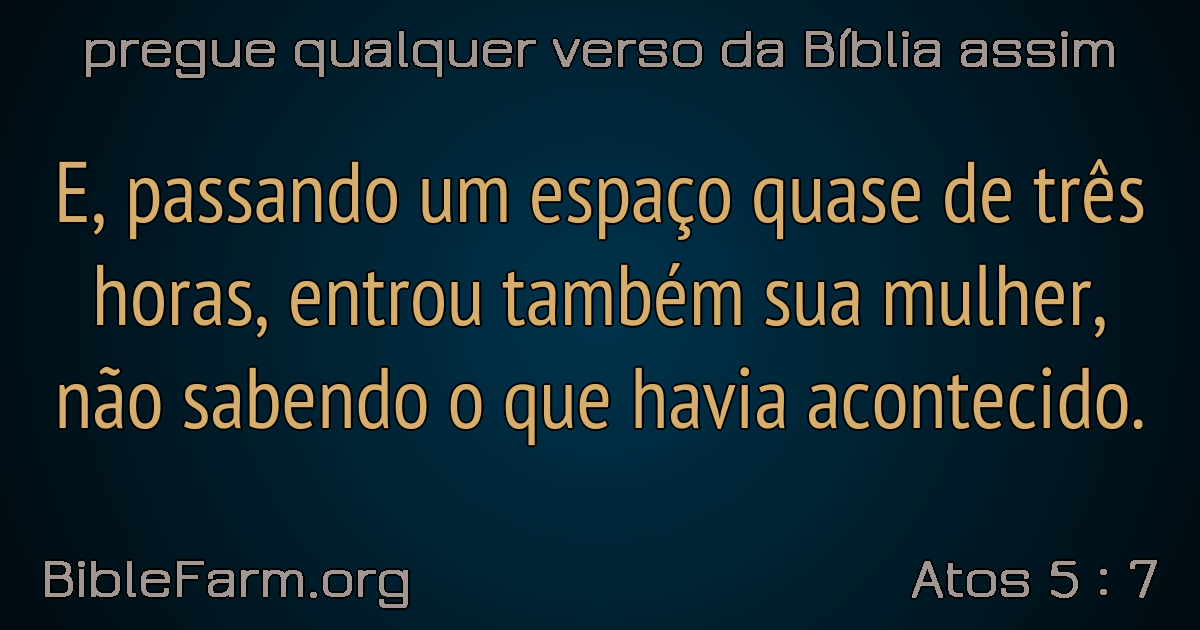 pregue qualquer verso da Bíblia assim
E, passando um espaço quase de três
horas, entrou também sua mulher,
não sabendo o que havia acontecido.
BibleFarm.org
Atos 5 : 7